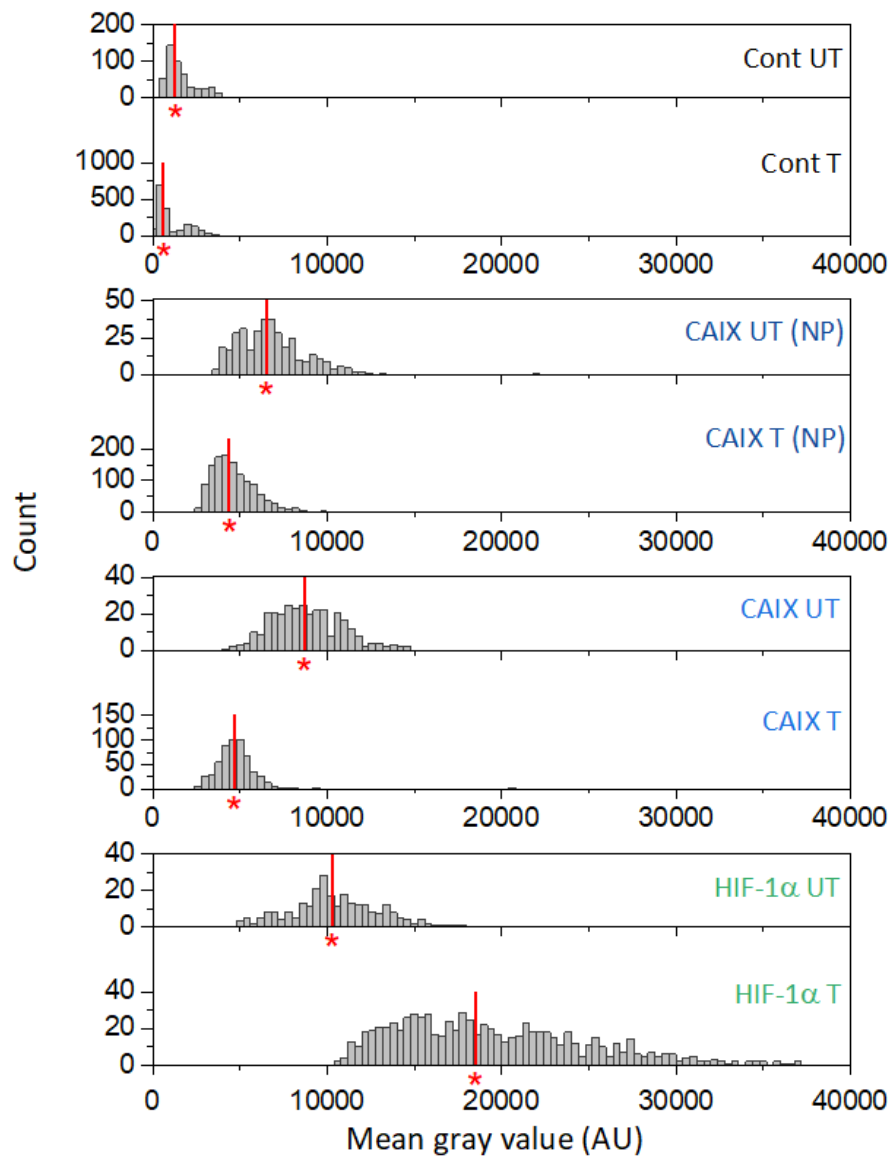 200
100
0
Cont UT
*
1000
500
0
Cont T
*
0 10000 20000 30000 40000
50
25
0
CAIX UT (NP)
*
200
100
0
CAIX T (NP)
*
0 10000 20000 30000 40000
Count
40
20
0
CAIX UT
*
150
100
50
0
CAIX T
*
0 10000 20000 30000 40000
40
20
0
HIF-1α UT
*
40
20
0
HIF-1α T
*
0 10000 20000 30000 40000
Mean gray value (AU)